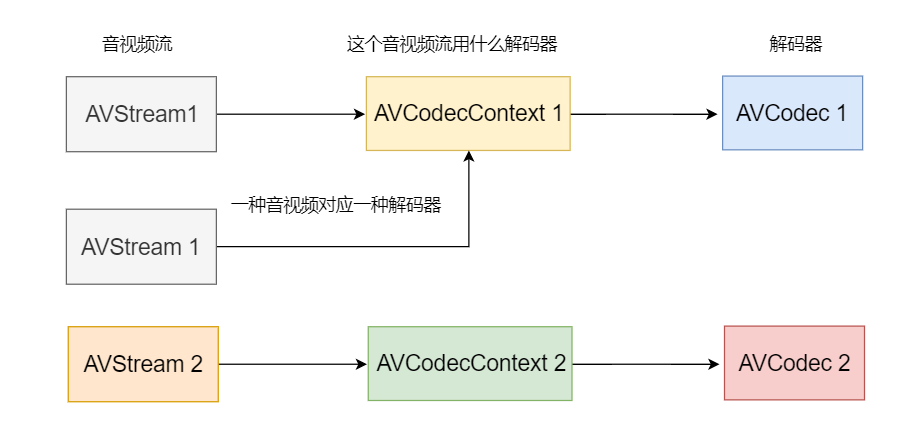 音视频流
这个音视频流用什么解码器
解码器
AVStream1
AVCodecContext 1
AVCodec 1
一种音视频对应一种解码器
AVStream 1
AVStream 2
AVCodecContext 2
AVCodec 2